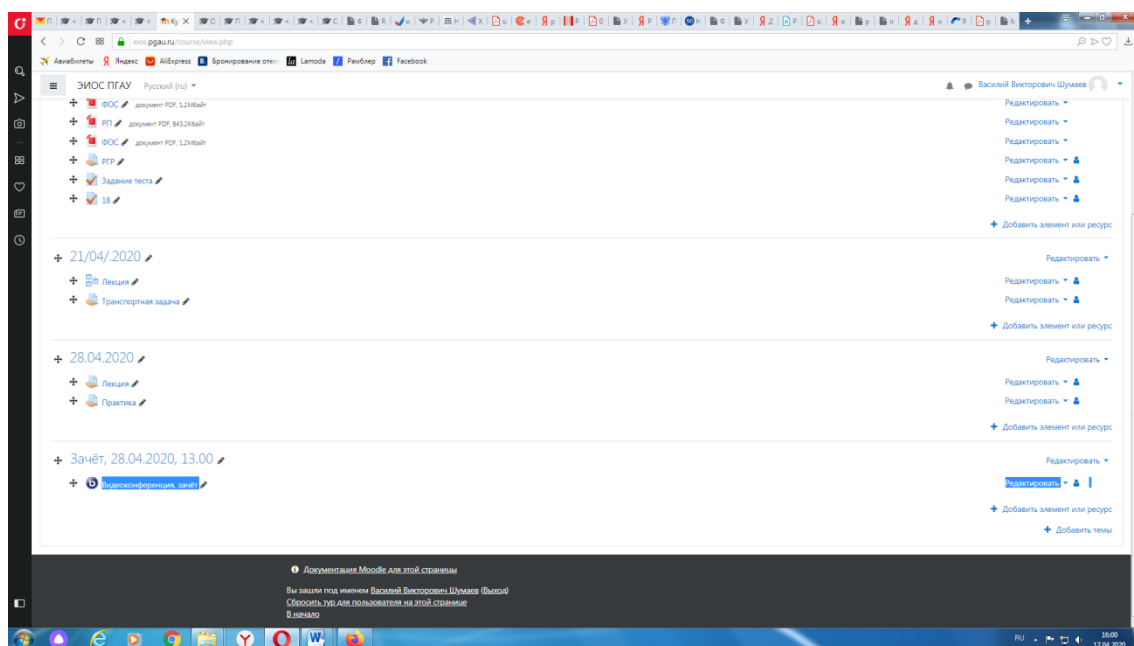 eios.pgau.ru/course/view.php
Авиабилеты Яндекс AliExpress Бронирование отел Lamoda Рамблер Facebook
ЭИОС ПГАУ Русский (ru) Василий Викторович Шумаев
ФОС документ PDF, 1.2Мбайт Редактировать
РП документ PDF, 843.2Кбайт Редактировать
ФОС документ PDF, 1.2Мбайт Редактировать
РГР Редактировать
Задание теста Редактировать
18 Редактировать
Добавить элемент или ресурс
21/04/.2020 Редактировать
Лекция Редактировать
Транспортная задача Редактировать
Добавить элемент или ресурс
28.04.2020 Редактировать
Лекция Редактировать
Практика Редактировать
Добавить элемент или ресурс
Зачёт, 28.04.2020, 13.00 Редактировать
Видеоконференция, зачёт Редактировать
Добавить элемент или ресурс
Добавить темы
Документация Moodle для этой страницы
Вы зашли под именем Василий Викторович Шумаев (Выход)
Сбросить тур для пользователя на этой странице
В начало
RU 16:00
17.04.2020